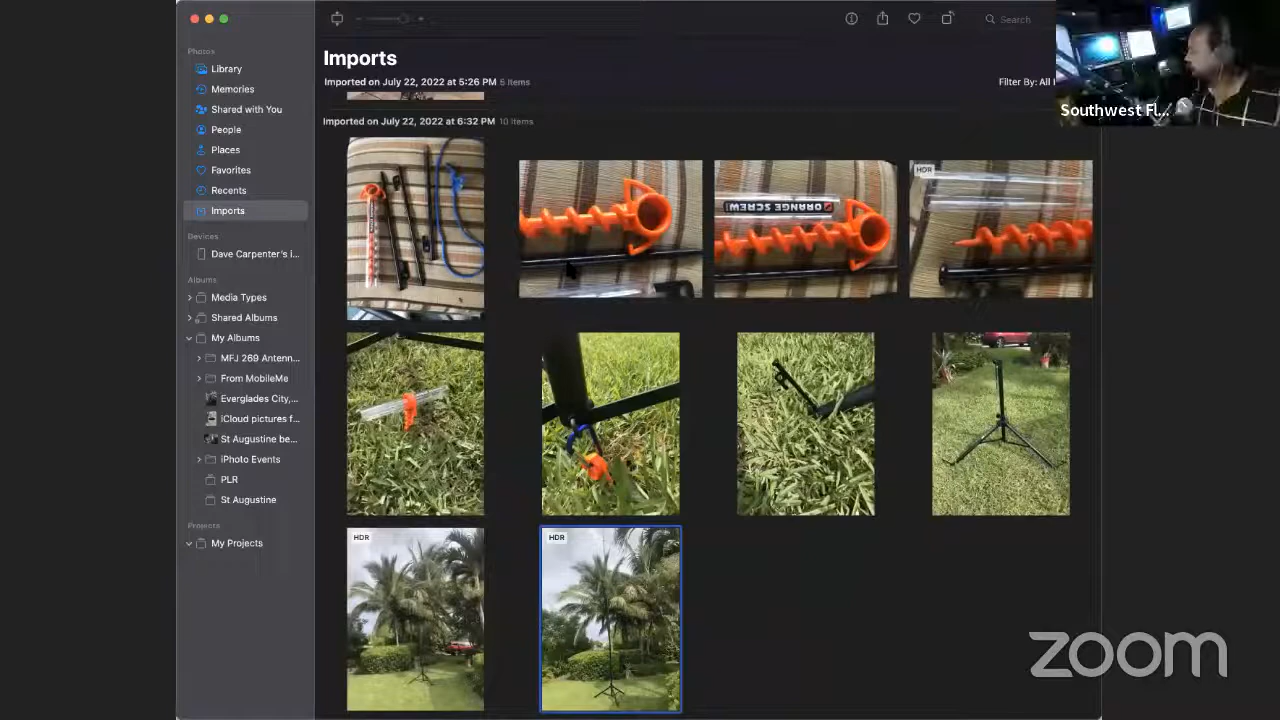 Photos
Library
Memories
Shared with You
People
Places
Favorites
Recents
Imports
Devices
Dave Carpenter's i...
Albums
Media Types
Shared Albums
My Albums
MFJ 269 Antenn...
From MobileMe
Everglades City,...
iCloud pictures f...
St Augustine be...
iPhoto Events
PLR
St Augustine
Projects
My Projects
Search
Imports
Imported on July 22, 2022 at 5:26 PM 5 Items
Filter By: All
Imported on July 22, 2022 at 6:32 PM 10 Items
ORANGE SCREW
HDR
HDR
HDR
Southwest Fl...
zoom